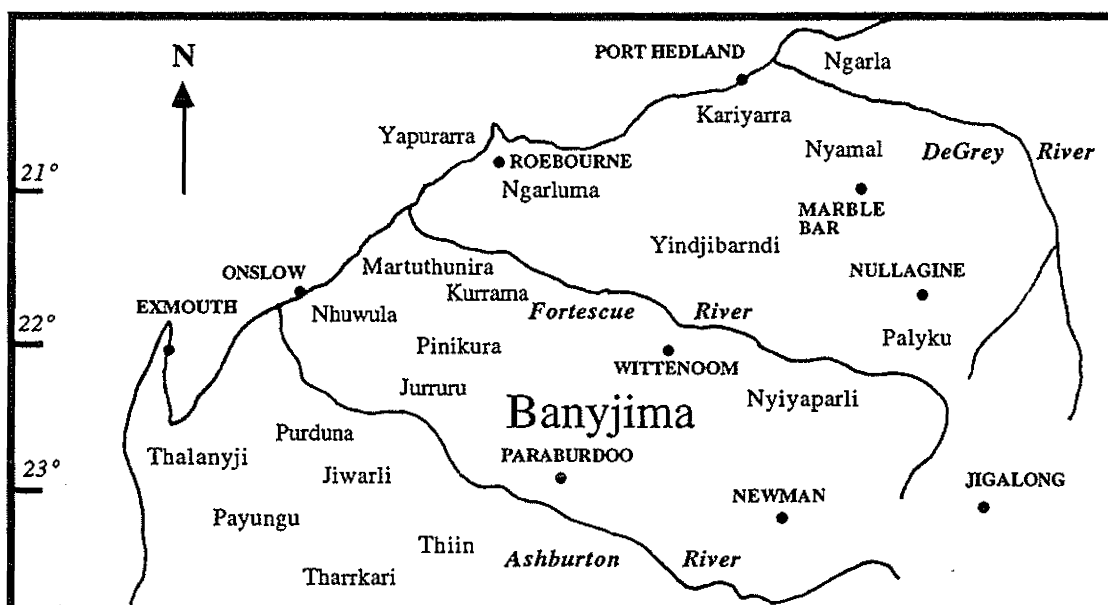 PORT HEDLAND
N
Ngarla
Kariyarra
Yapurarra
Nyamal
DeGrey River
ROEBOURNE
21°
Ngarluma
MARBLE
BAR
Yindjibarndi
Martuthunira
ONSLOW
NULLAGINE
Kurrama
EXMOUTH
Nhuwula
Fortescue River
22°
Pinikura
Palyku
WITTENOOM
Jurruru
Nyiyaparli
Banyjima
Purduna
Thalanyji
PARABURDOO
23°
Jiwarli
JIGALONG
NEWMAN
Payungu
Thiin
Ashburton River
Tharrkari